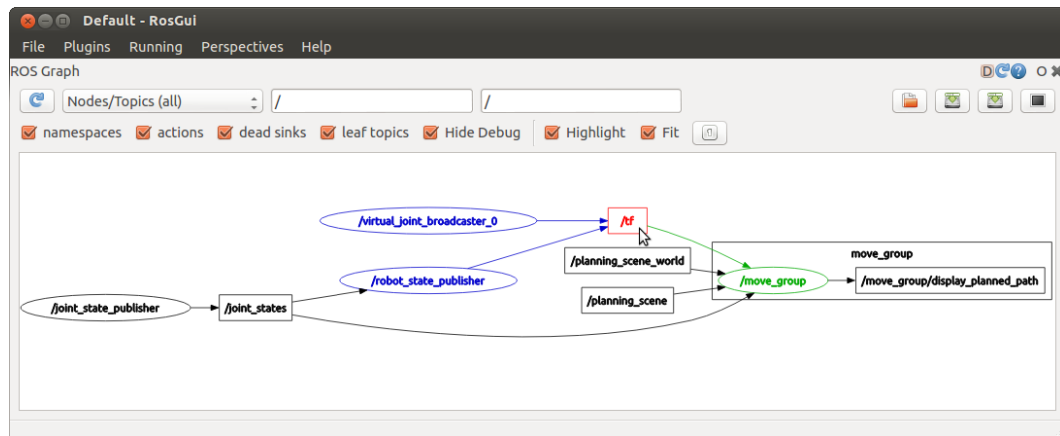 Default - RosGui
File Plugins Running Perspectives Help
ROS Graph
D O
Nodes/Topics (all) / /
namespaces actions dead sinks leaf topics Hide Debug Highlight Fit
/virtual_joint_broadcaster_0 /tf
/planning_scene_world move_group
/robot_state_publisher /move_group /move_group/display_planned_path
/joint_state_publisher /joint_states /planning_scene